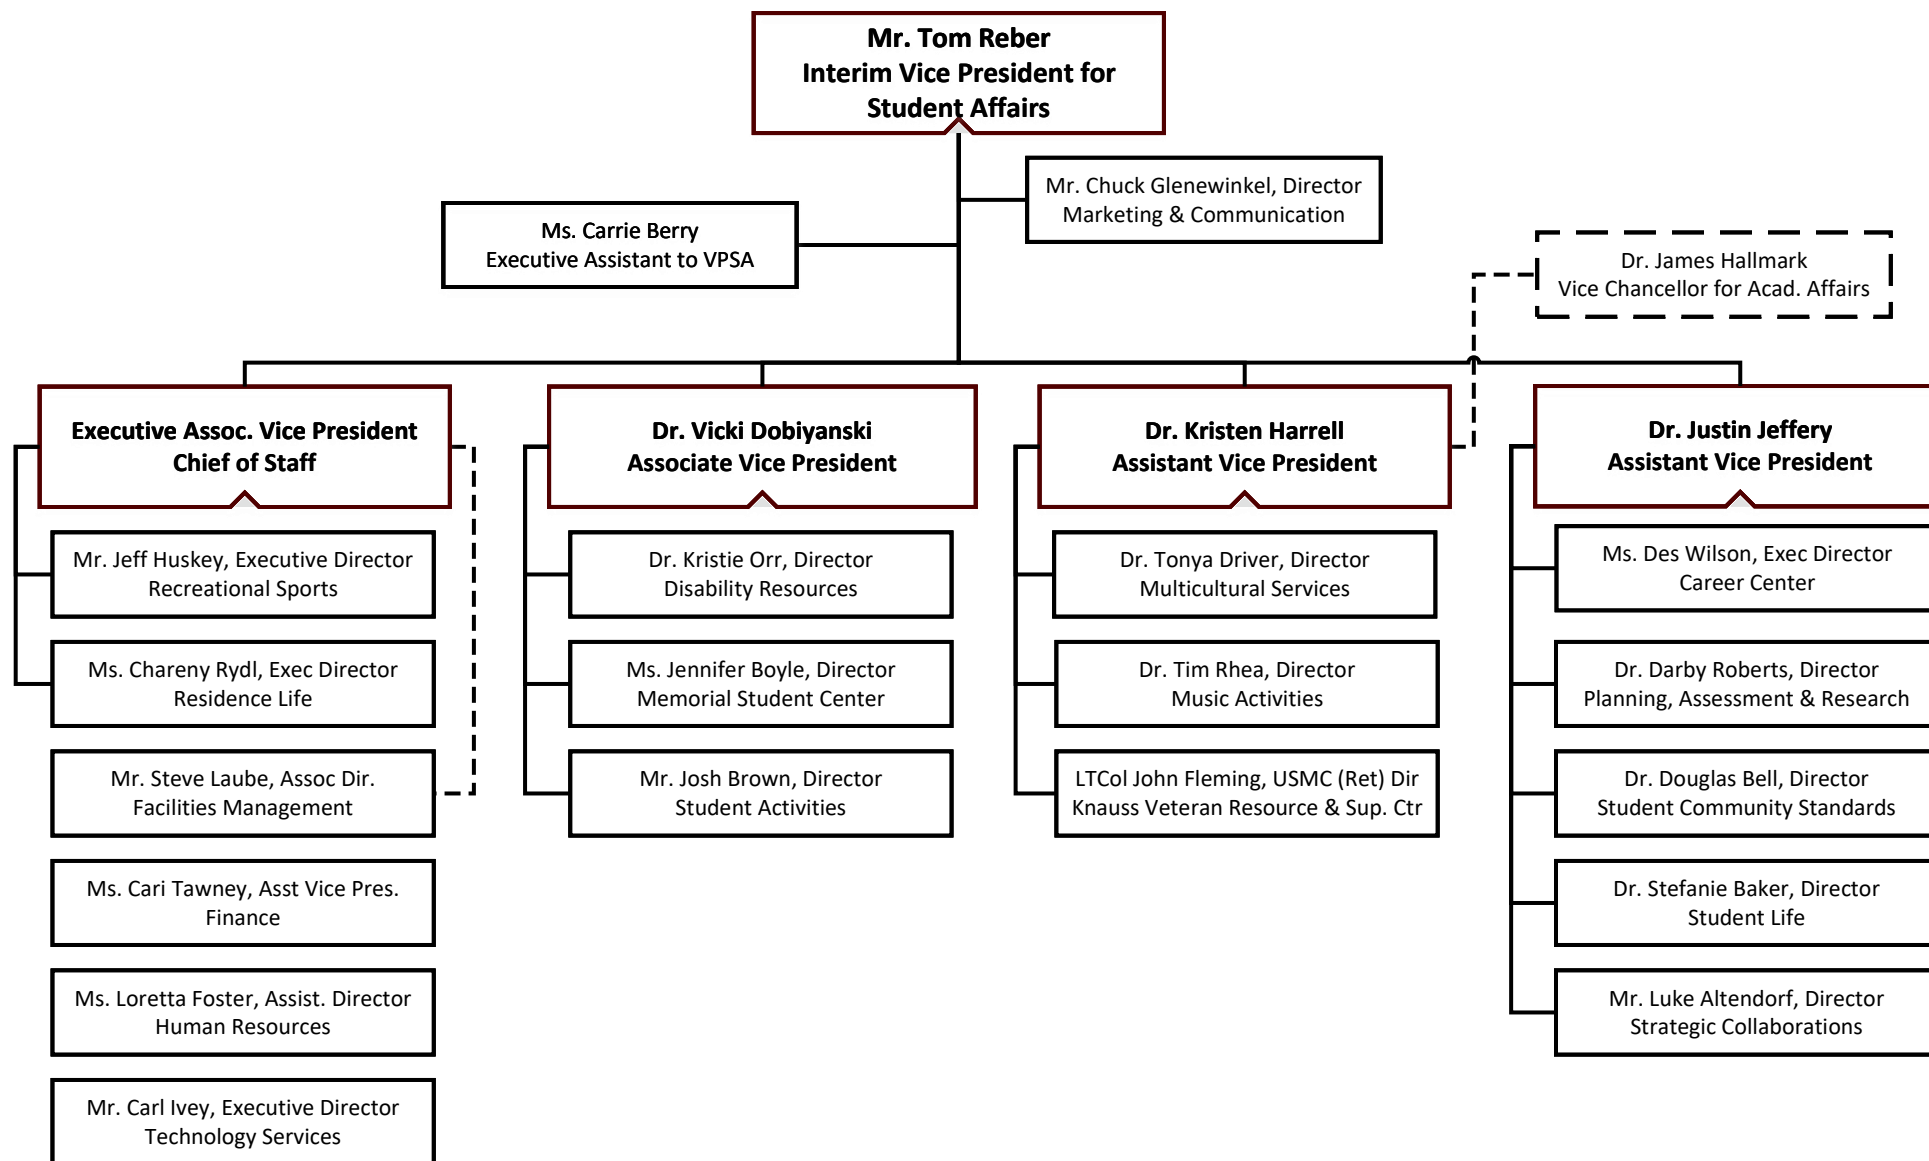 Mr. Tom Reber
Interim Vice President for
Student Affairs
Mr. Chuck Glenewinkel, Director
Marketing & Communication
Ms. Carrie Berry
Executive Assistant to VPSA
Dr. James Hallmark
Vice Chancellor for Acad. Affairs
Executive Assoc. Vice President
Chief of Staff
Mr. Jeff Huskey, Executive Director
Recreational Sports
Ms. Chareny Rydl, Exec Director
Residence Life
Mr. Steve Laube, Assoc Dir.
Facilities Management
Ms. Cari Tawney, Asst Vice Pres.
Finance
Ms. Loretta Foster, Assist. Director
Human Resources
Mr. Carl Ivey, Executive Director
Technology Services
Dr. Vicki Dobiyanski
Associate Vice President
Dr. Kristie Orr, Director
Disability Resources
Ms. Jennifer Boyle, Director
Memorial Student Center
Mr. Josh Brown, Director
Student Activities
Dr. Kristen Harrell
Assistant Vice President
Dr. Tonya Driver, Director
Multicultural Services
Dr. Tim Rhea, Director
Music Activities
LTCol John Fleming, USMC (Ret) Dir
Knauss Veteran Resource & Sup. Ctr
Dr. Justin Jeffery
Assistant Vice President
Ms. Des Wilson, Exec Director
Career Center
Dr. Darby Roberts, Director
Planning, Assessment & Research
Dr. Douglas Bell, Director
Student Community Standards
Dr. Stefanie Baker, Director
Student Life
Mr. Luke Altendorf, Director
Strategic Collaborations